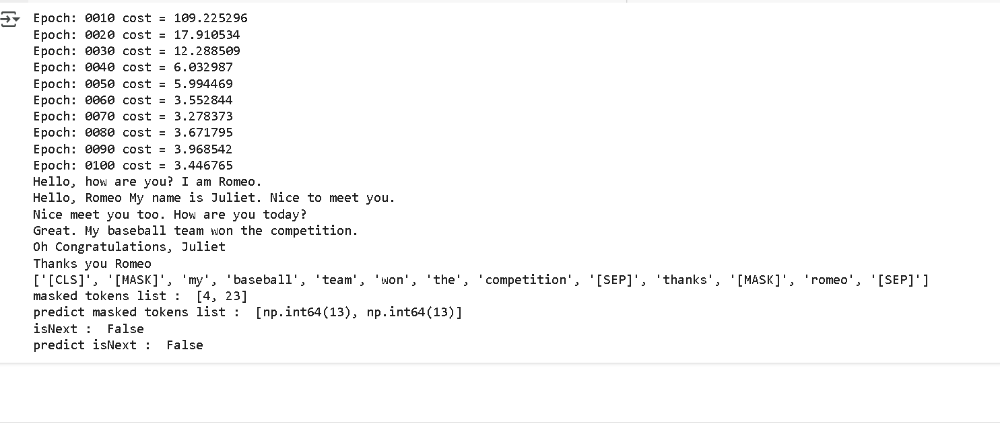 Epoch: 0010 cost = 109.225296
Epoch: 0020 cost = 17.910534
Epoch: 0030 cost = 12.288509
Epoch: 0040 cost = 6.032987
Epoch: 0050 cost = 5.994469
Epoch: 0060 cost = 3.552844
Epoch: 0070 cost = 3.278373
Epoch: 0080 cost = 3.671795
Epoch: 0090 cost = 3.968542
Epoch: 0100 cost = 3.446765
Hello, how are you? I am Romeo.
Hello, Romeo My name is Juliet. Nice to meet you.
Nice meet you too. How are you today?
Great. My baseball team won the competition.
Oh Congratulations, Juliet
Thanks you Romeo
['[CLS]', '[MASK]', 'my', 'baseball', 'team', 'won', 'the', 'competition', '[SEP]', 'thanks', '[MASK]', 'romeo', '[SEP]']
masked tokens list :  [4, 23]
predict masked tokens list :  [np.int64(13), np.int64(13)]
isNext :  False
predict isNext :  False